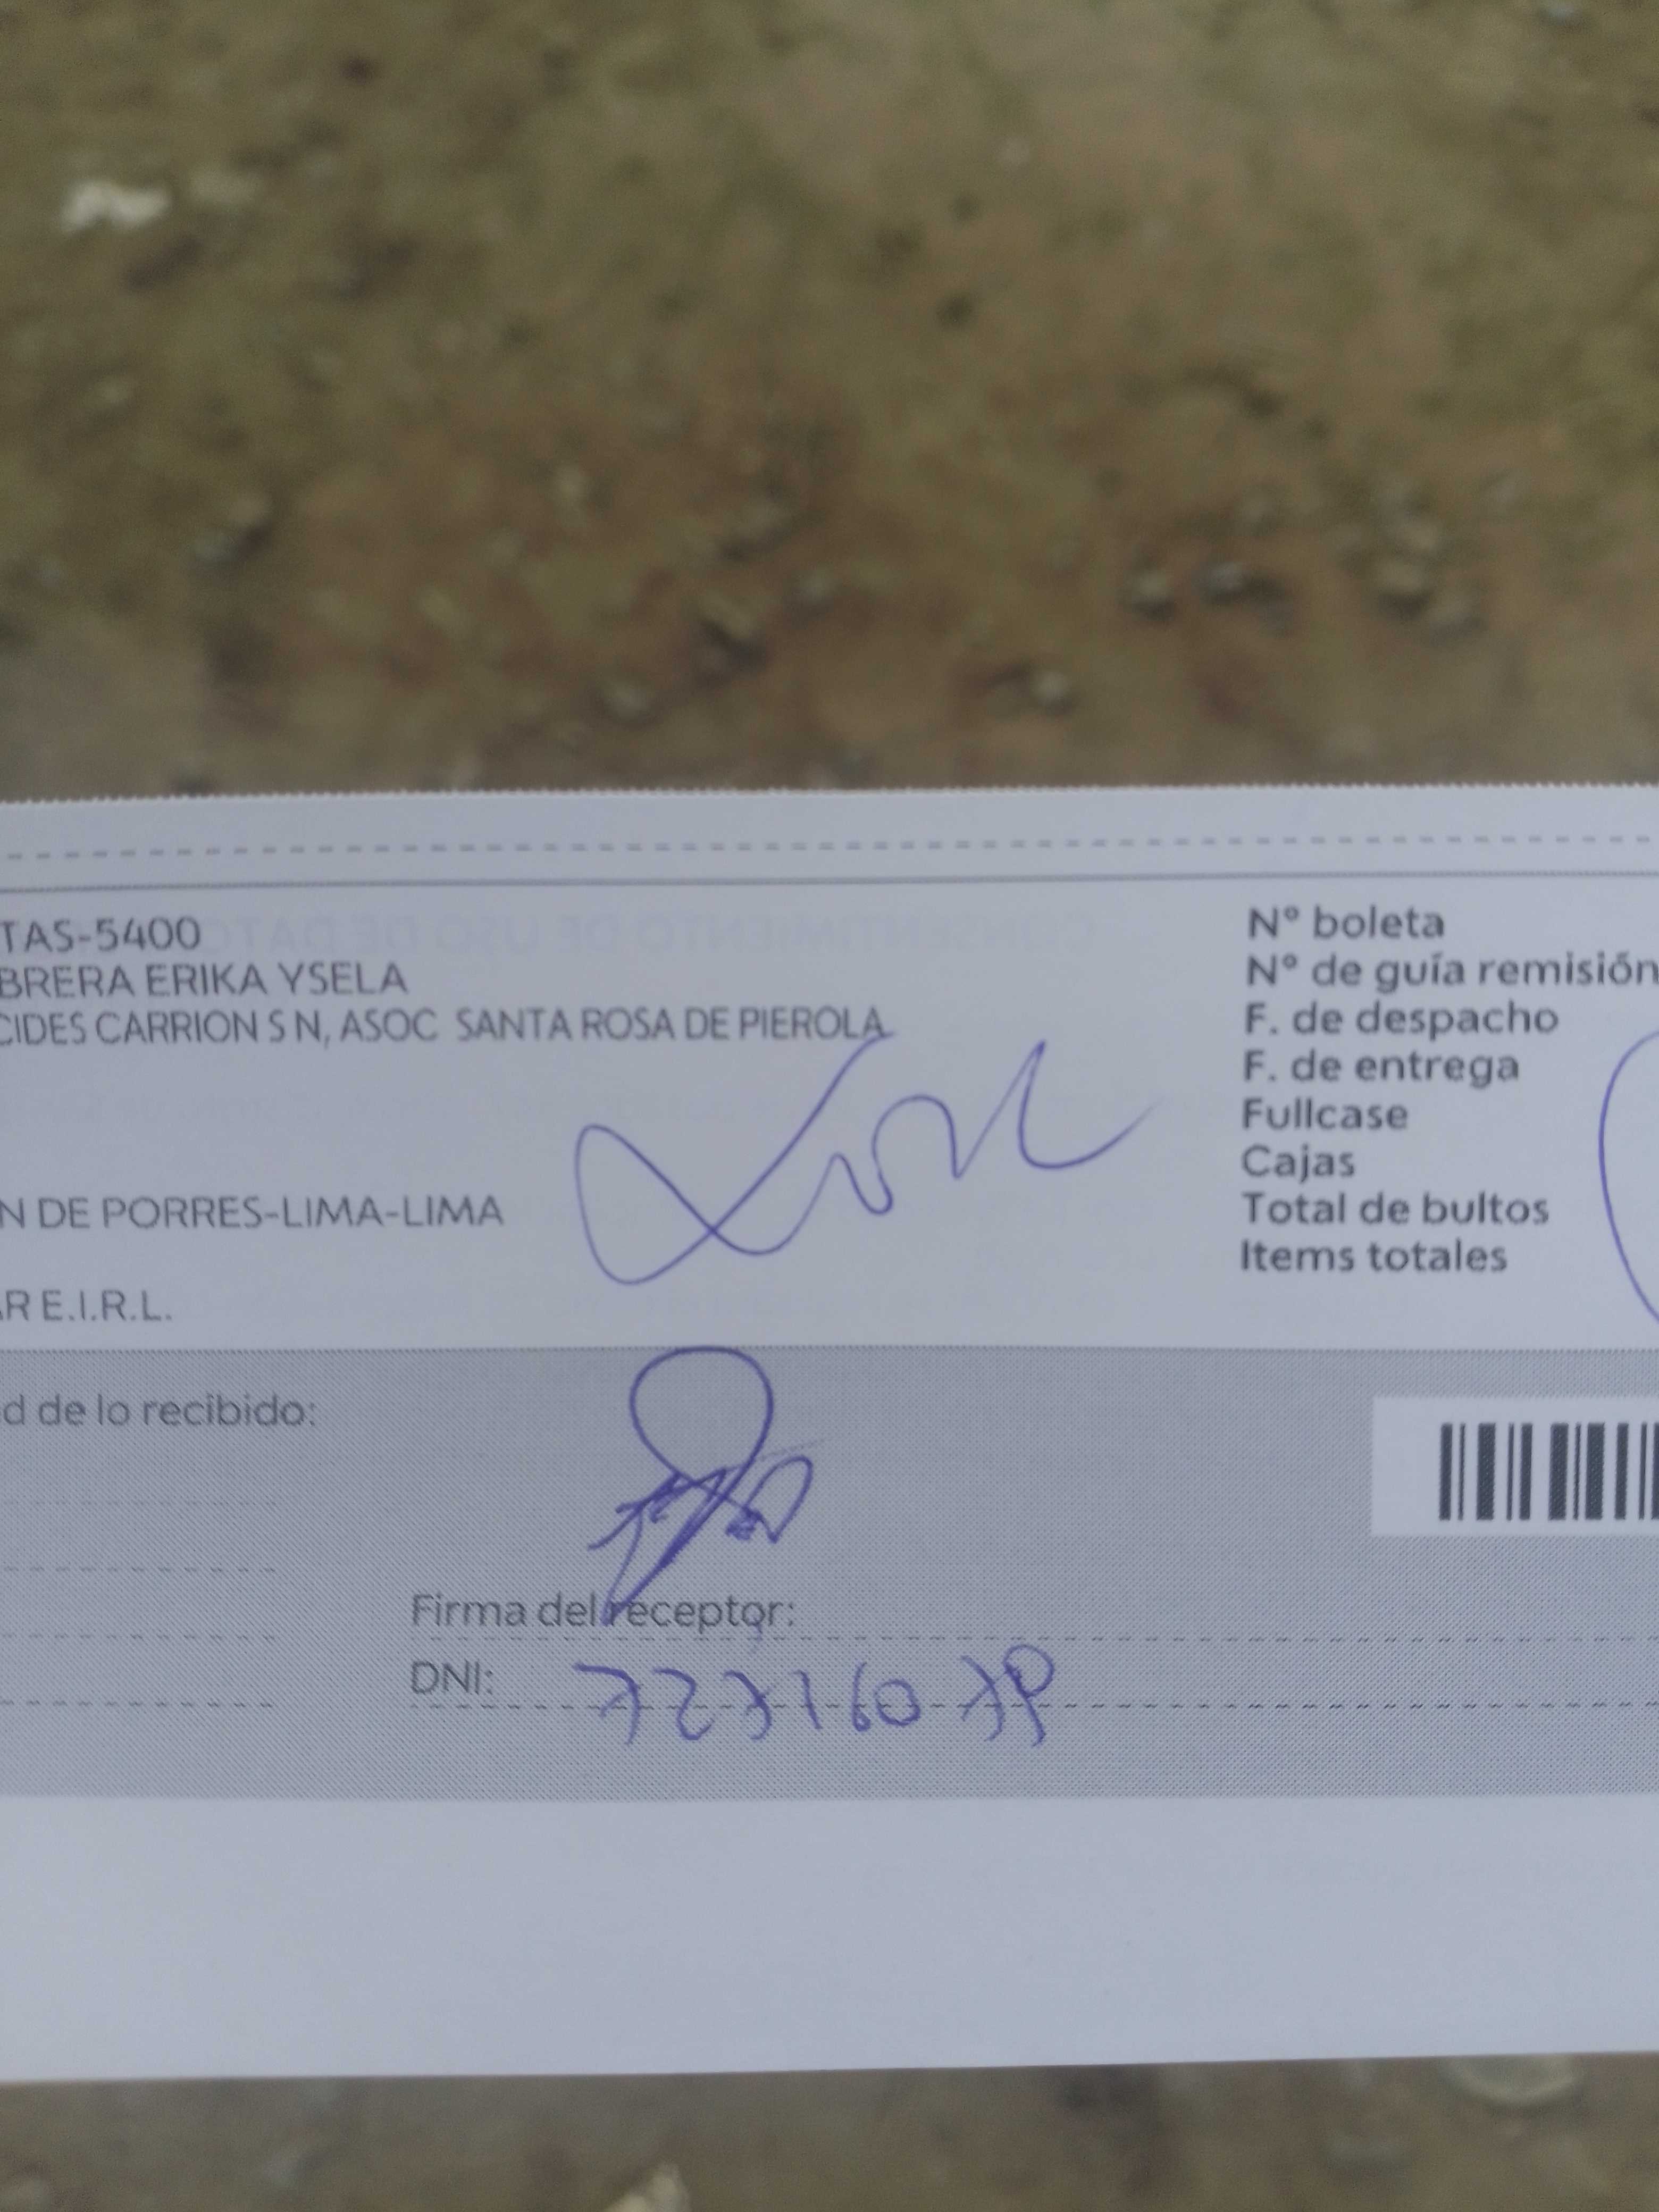 TAS-5400
BRERA ERIKA YSELA
CIDES CARRION S N, ASOC SANTA ROSA DE PIEROLA
N DE PORRES-LIMA-LIMA
R E.I.R.L.
N° boleta
N° de guía remisión
F. de despacho
F. de entrega
Fullcase
Cajas
Total de bultos
Items totales
d de lo recibido:
Firma del receptor:
DNI: